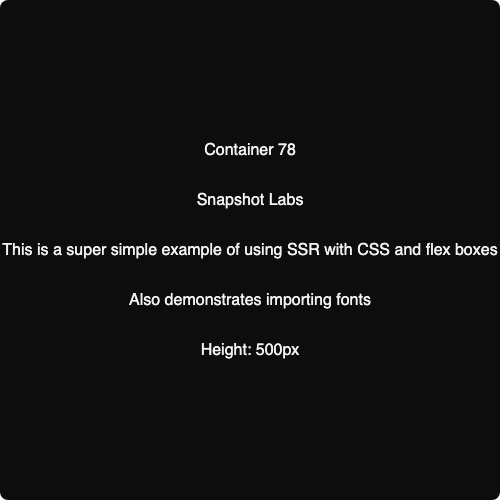 Container 78
Snapshot Labs
This is a super simple example of using SSR with CSS and flex boxes
Also demonstrates importing fonts
Height: 500px